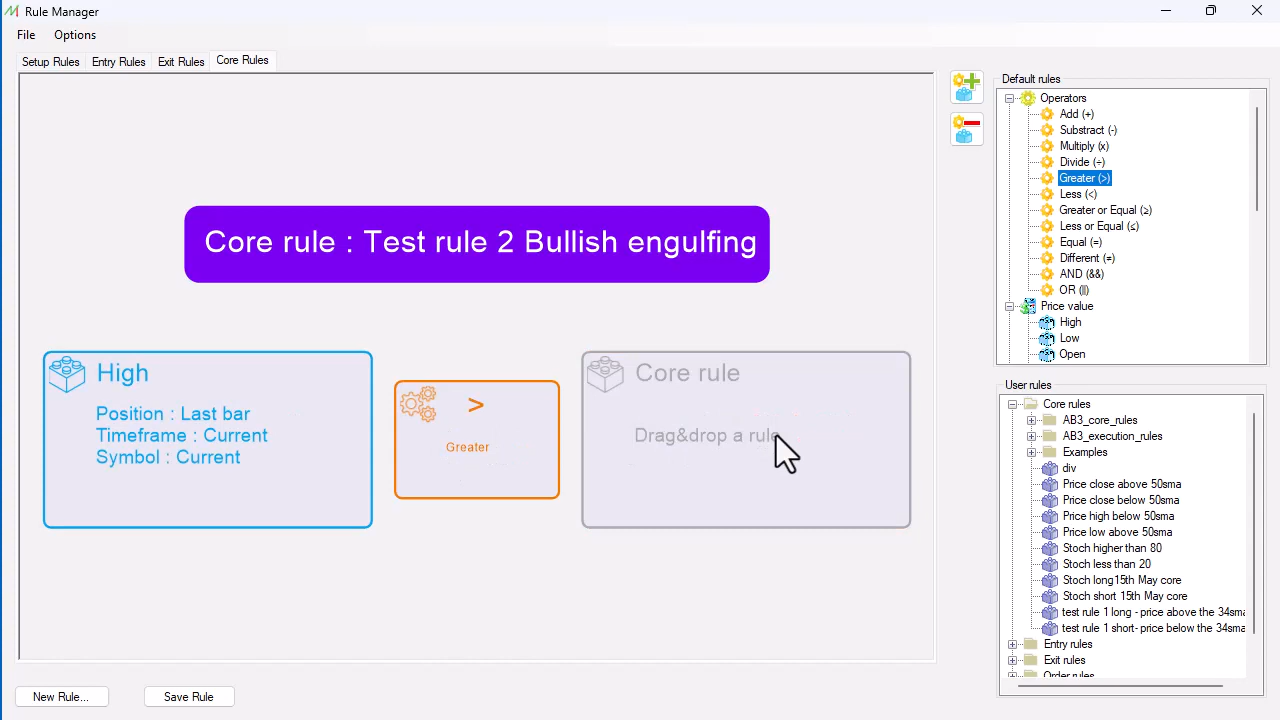 Rule Manager
File Options
Setup Rules Entry Rules Exit Rules Core Rules
Core rule : Test rule 2 Bullish engulfing
High
Position : Last bar
Timeframe : Current
Symbol : Current
>
Greater
Core rule
Drag&drop a rule
New Rule... Save Rule
Default rules
Operators
Add (+)
Substract (-)
Multiply (x)
Divide (÷)
Greater (>)
Less (<)
Greater or Equal (≥)
Less or Equal (≤)
Equal (=)
Different (≠)
AND (&&)
OR (||)
Price value
High
Low
Open
User rules
Core rules
AB3_core_rules
AB3_execution_rules
Examples
div
Price close above 50sma
Price close below 50sma
Price high below 50sma
Price low above 50sma
Stoch higher than 80
Stoch less than 20
Stoch long15th May core
Stoch short 15th May core
test rule 1 long - price above the 34sma
test rule 1 short- price below the 34sma
Entry rules
Exit rules
Order rules